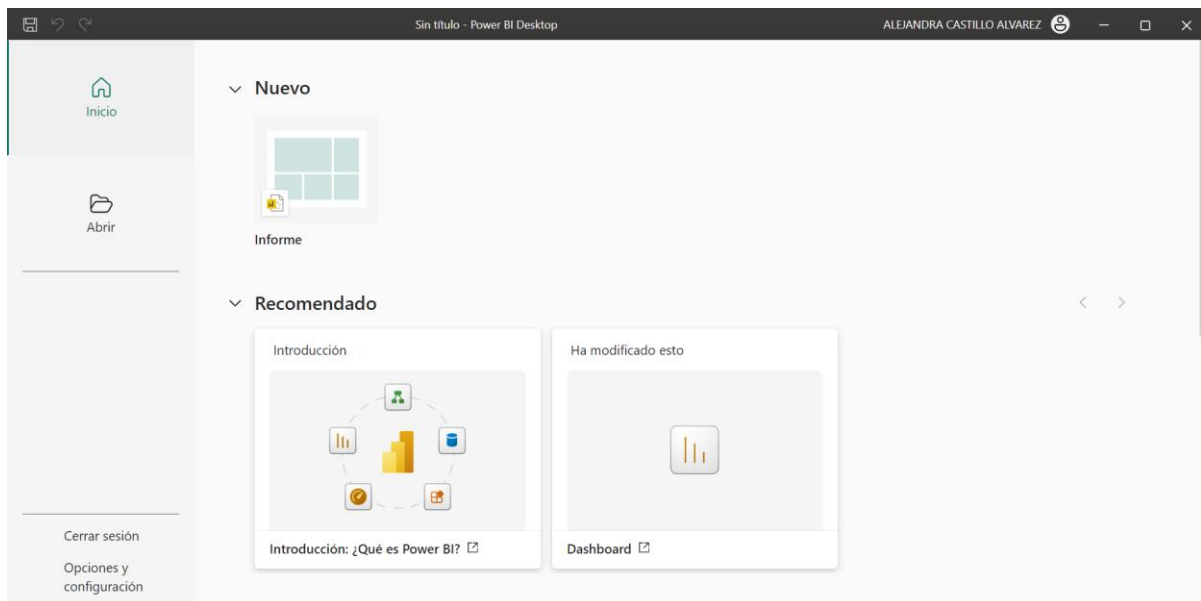 Sin título - Power BI Desktop
ALEJANDRA CASTILLO ALVAREZ
Inicio
Abrir
Nuevo
Informe
Recomendado
Introducción
Introducción: ¿Qué es Power BI?
Ha modificado esto
Dashboard
Cerrar sesión
Opciones y
configuración